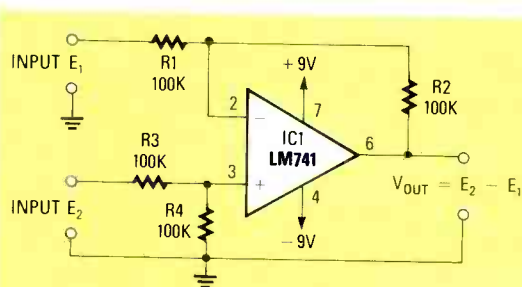 INPUT E₁
R1
100K
+9V
R2
100K
2
7
−
IC1
LM741
6
R3
100K
3
+
V_OUT = E₂ − E₁
INPUT E₂
R4
100K
4
−9V